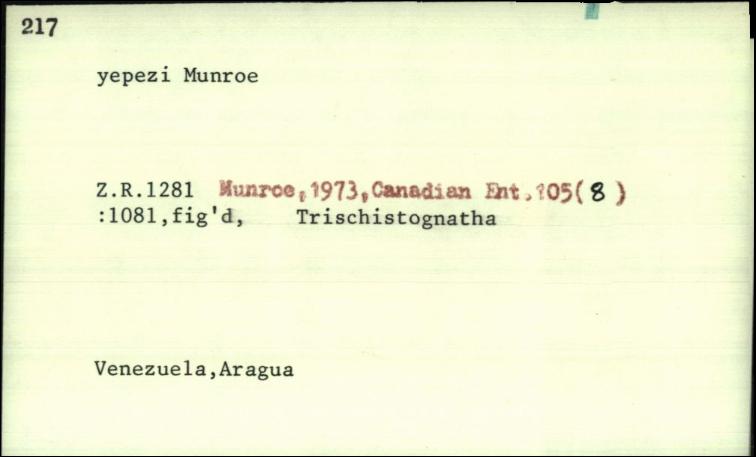 217
yepezi Munroe
Z.R.1281 Munroe,1973,Canadian Ent.105(8)
:1081,fig'd, Trischistognatha
Venezuela,Aragua